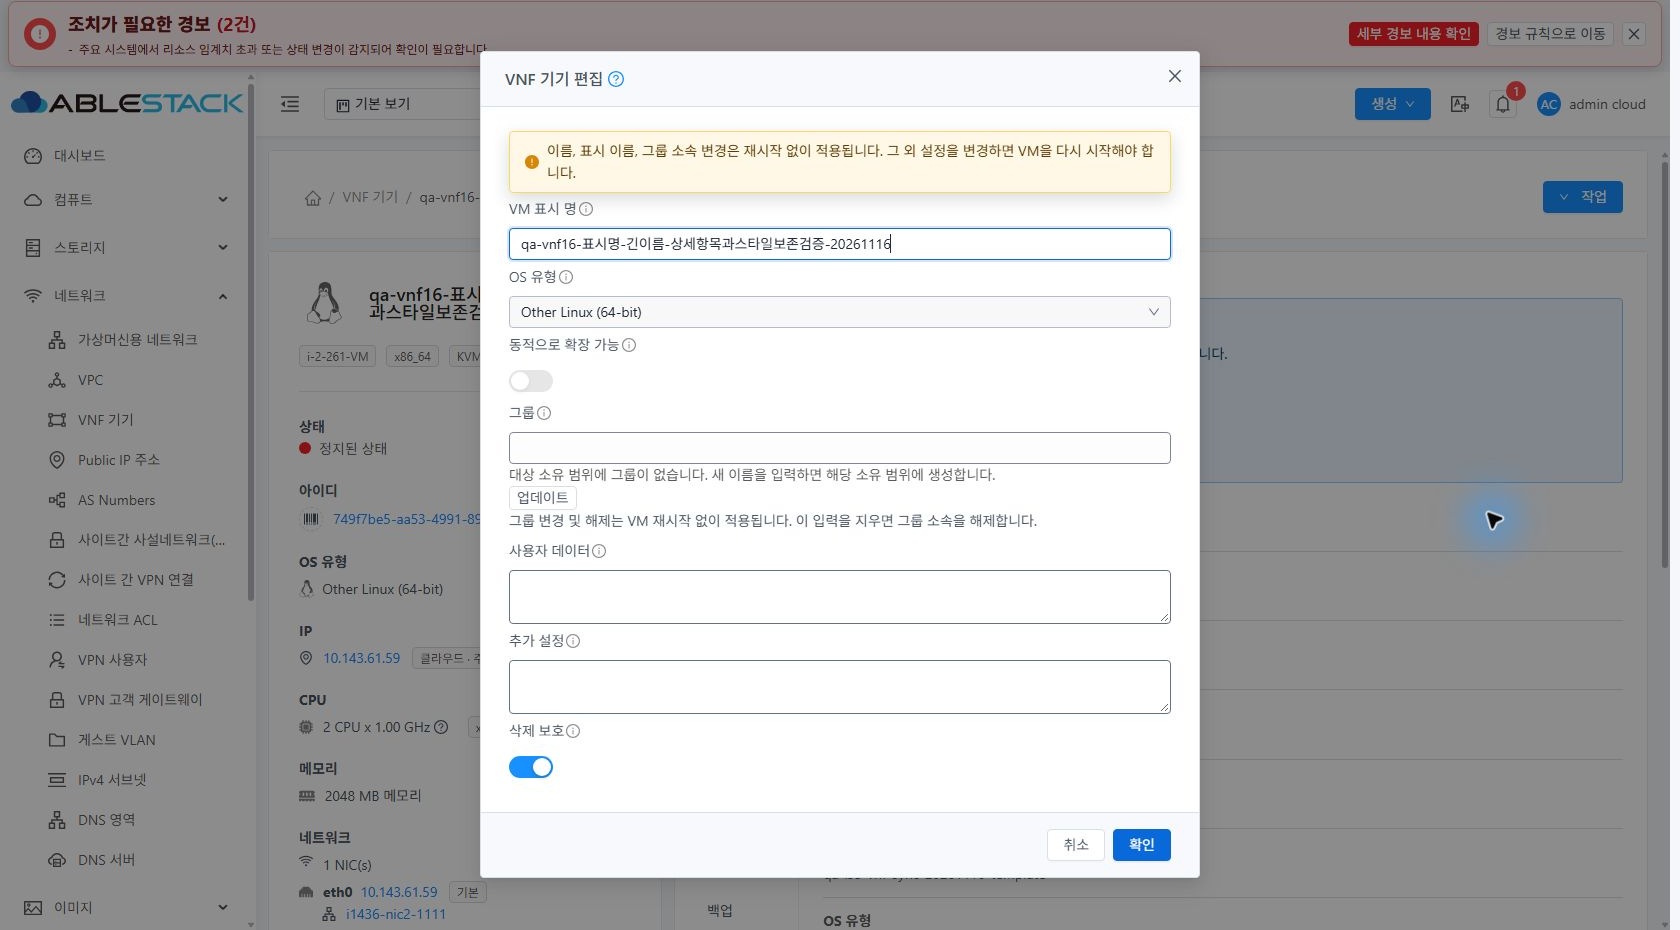 조치가 필요한 경보 (2건)
- 주요 시스템에서 리소스 임계치 초과 또는 상태 변경이 감지되어 확인이 필요합니다.
세부 경보 내용 확인
경보 규칙으로 이동
ABLESTACK
기본 보기
생성
1
AC admin cloud
대시보드
컴퓨트
스토리지
네트워크
가상머신용 네트워크
VPC
VNF 기기
Public IP 주소
AS Numbers
사이트간 사설네트워크(...
사이트 간 VPN 연결
네트워크 ACL
VPN 사용자
VPN 고객 게이트웨이
게스트 VLAN
IPv4 서브넷
DNS 영역
DNS 서버
이미지
/ VNF 기기 / qa-vnf16-
작업
qa-vnf16-표시
과스타일보존검
i-2-261-VM
x86_64
KVM
상태
정지된 상태
아이디
749f7be5-aa53-4991-89
OS 유형
Other Linux (64-bit)
IP
10.143.61.59
클라우드 ·
CPU
2 CPU x 1.00 GHz
메모리
2048 MB 메모리
네트워크
1 NIC(s)
eth0 10.143.61.59 기본
i1436-nic2-1111
VNF 기기 편집
이름, 표시 이름, 그룹 소속 변경은 재시작 없이 적용됩니다. 그 외 설정을 변경하면 VM을 다시 시작해야 합
니다.
VM 표시 명
qa-vnf16-표시명-긴이름-상세항목과스타일보존검증-20261116
OS 유형
Other Linux (64-bit)
동적으로 확장 가능
그룹
대상 소유 범위에 그룹이 없습니다. 새 이름을 입력하면 해당 소유 범위에 생성합니다.
업데이트
그룹 변경 및 해제는 VM 재시작 없이 적용됩니다. 이 입력을 지우면 그룹 소속을 해제합니다.
사용자 데이터
추가 설정
삭제 보호
취소
확인
니다.
백업
OS 유형